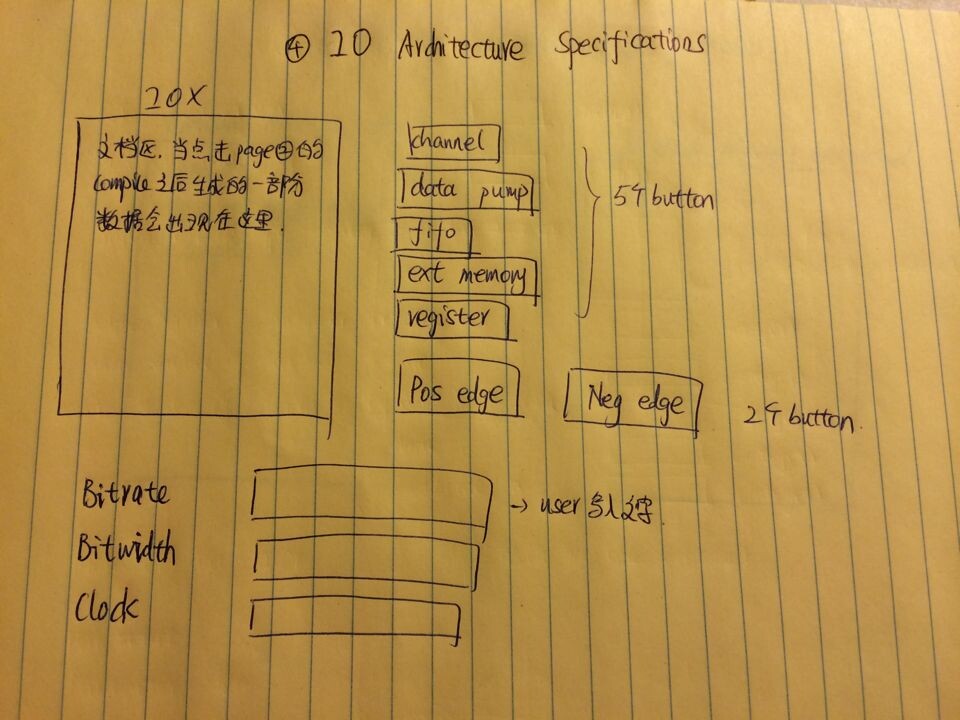 ④ IO Architecture Specifications
IOX
文档区,当点击page④的
compile之后生成的一部分
数据会出现在这里.
channel
data pump
fifo
ext memory
register
5个button
Pos edge
Neg edge
2个button.
Bitrate
→ user写入文字.
Bitwidth
Clock